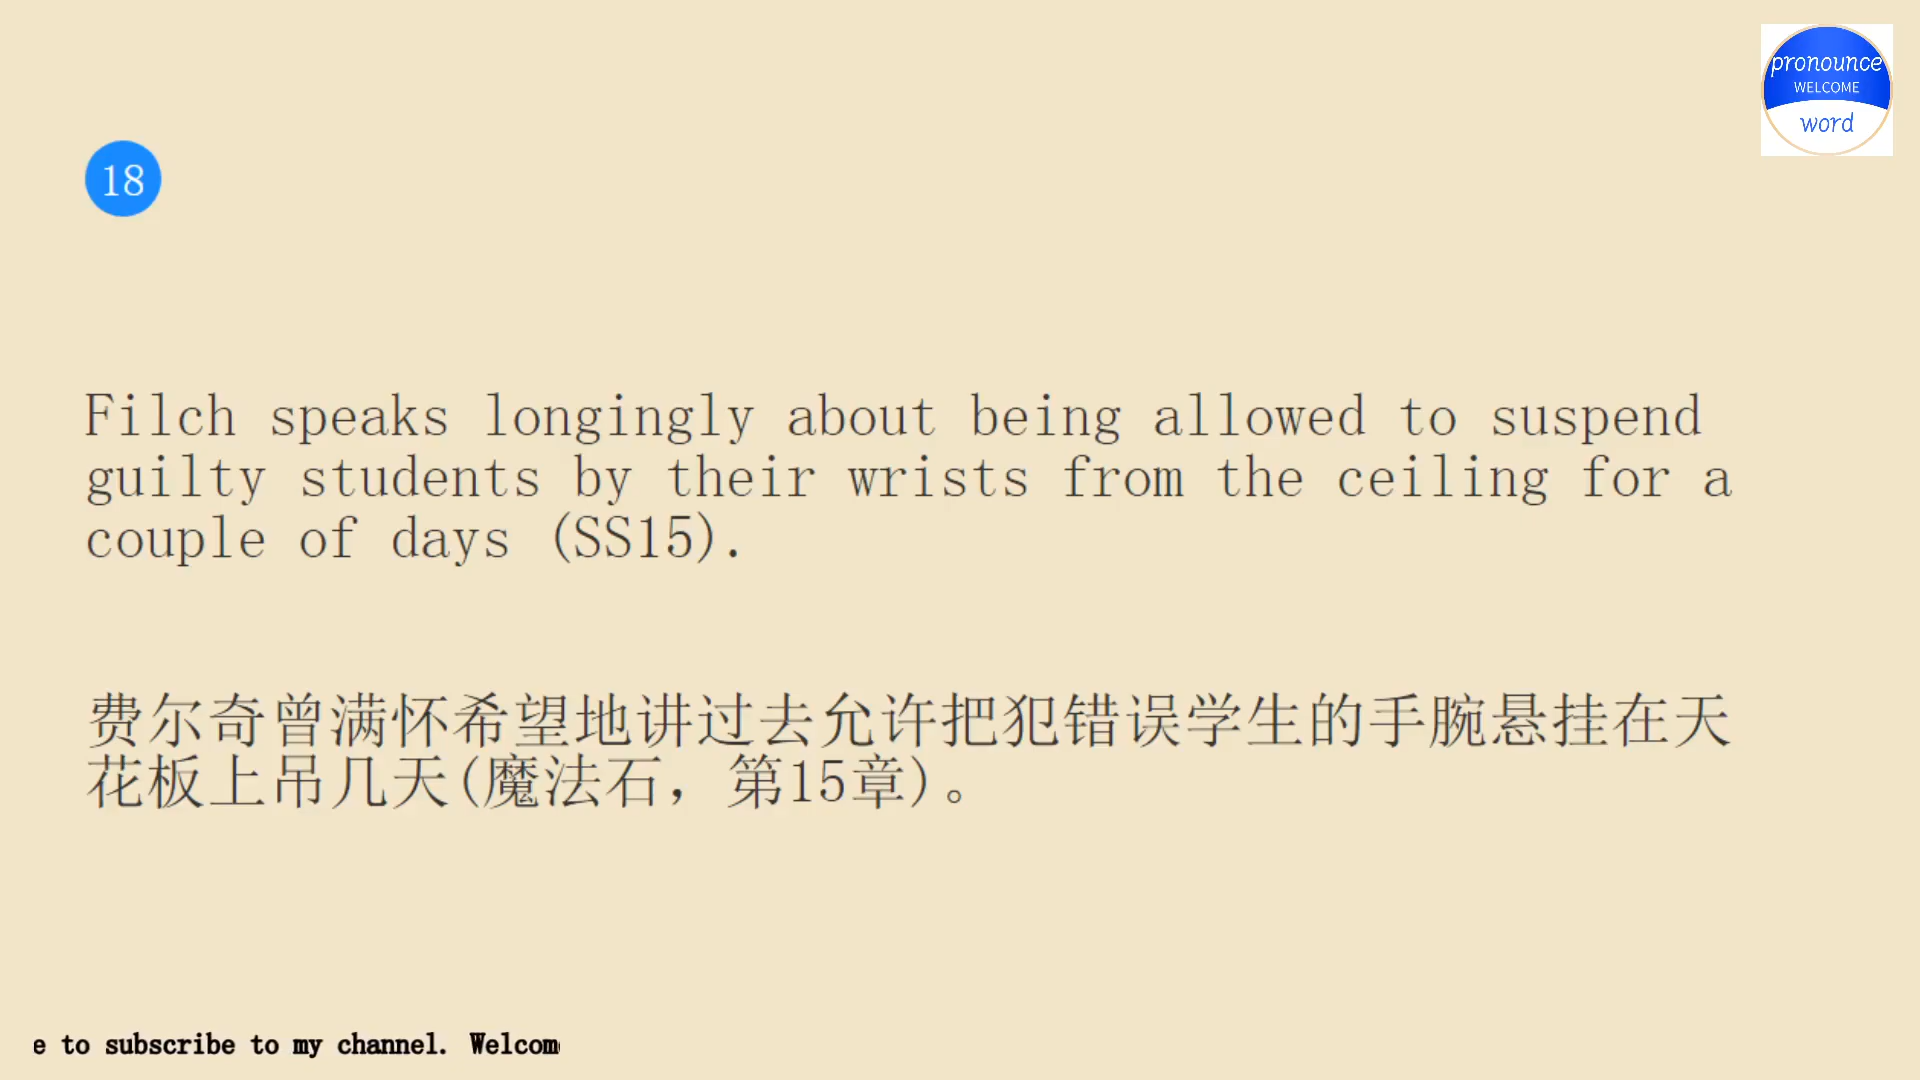 pronounce
WELCOME
word
18
Filch speaks longingly about being allowed to suspend
guilty students by their wrists from the ceiling for a
couple of days (SS15).
费尔奇曾满怀希望地讲过去允许把犯错误学生的手腕悬挂在天
花板上吊几天(魔法石，第15章)。
e to subscribe to my channel. Welcom